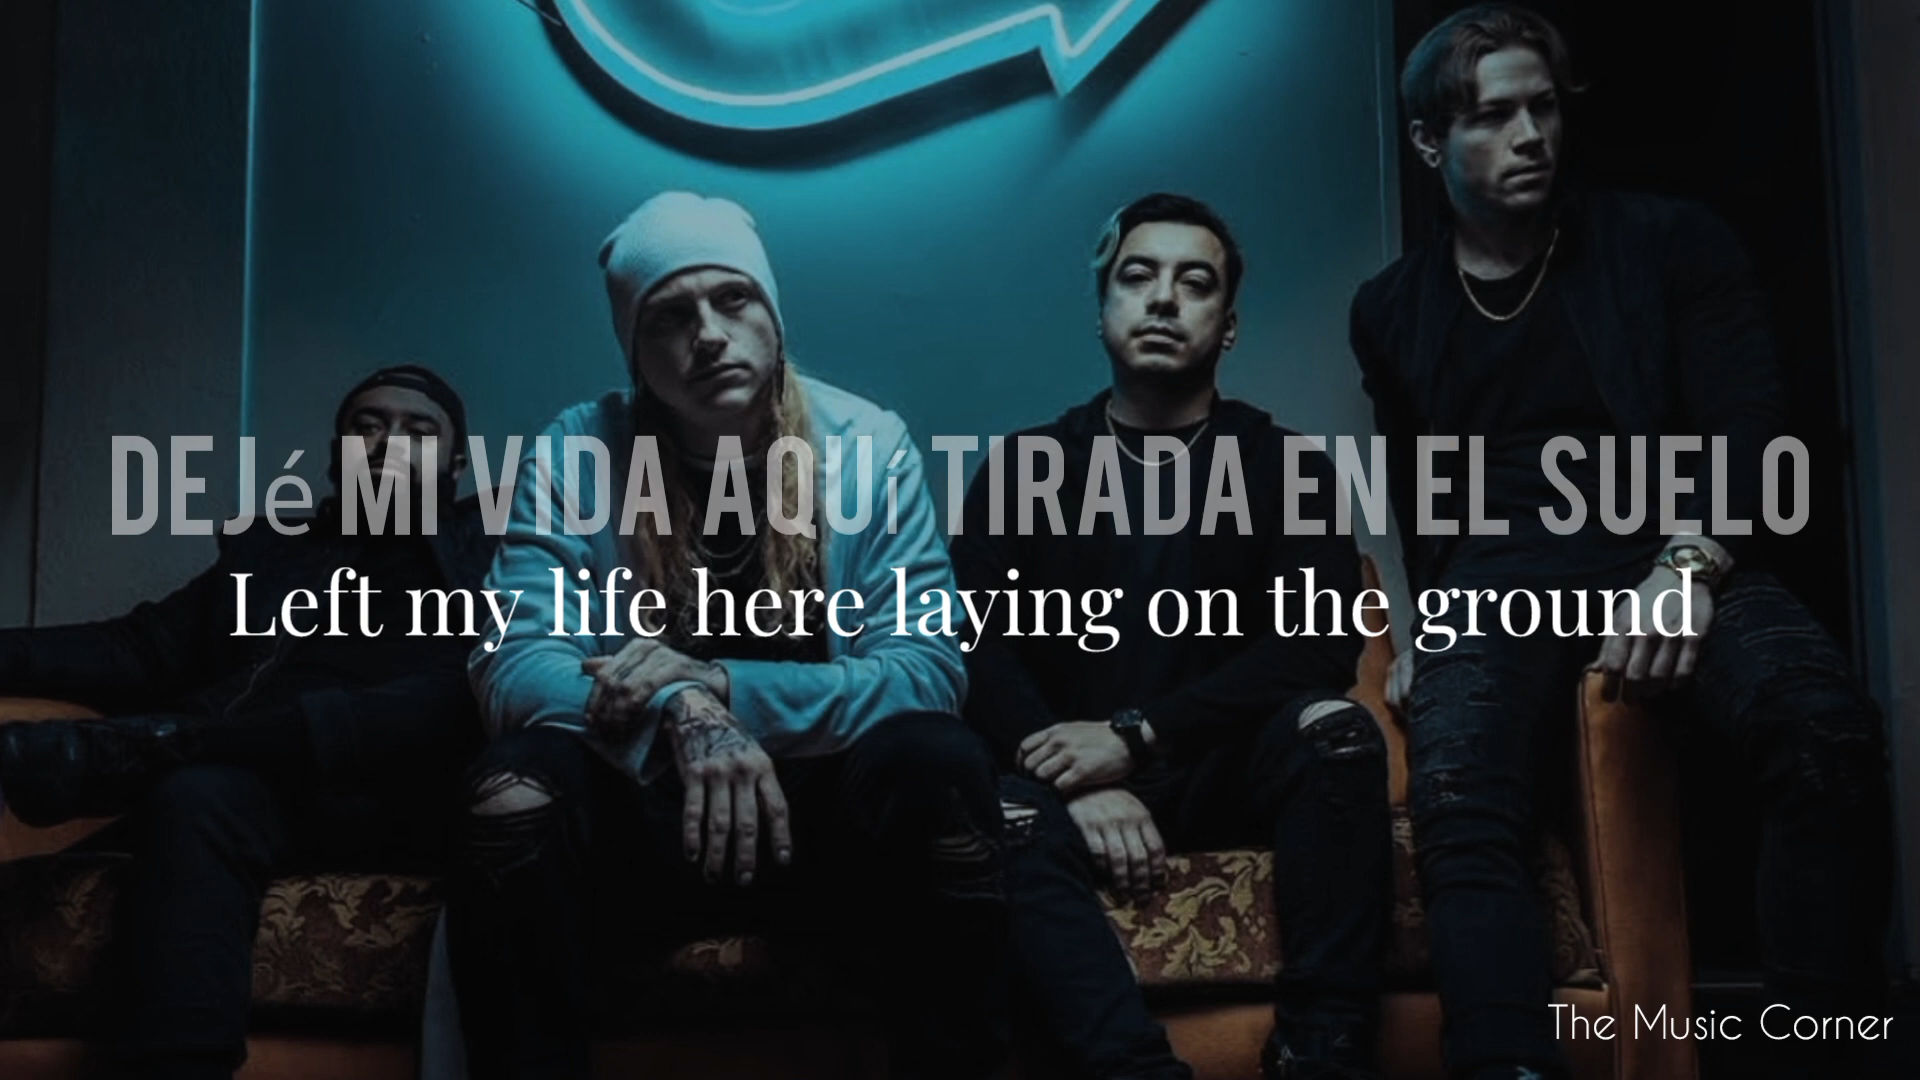 DEJé MI VIDA AQUí TIRADA EN EL SUELO
Left my life here laying on the ground
The Music Corner